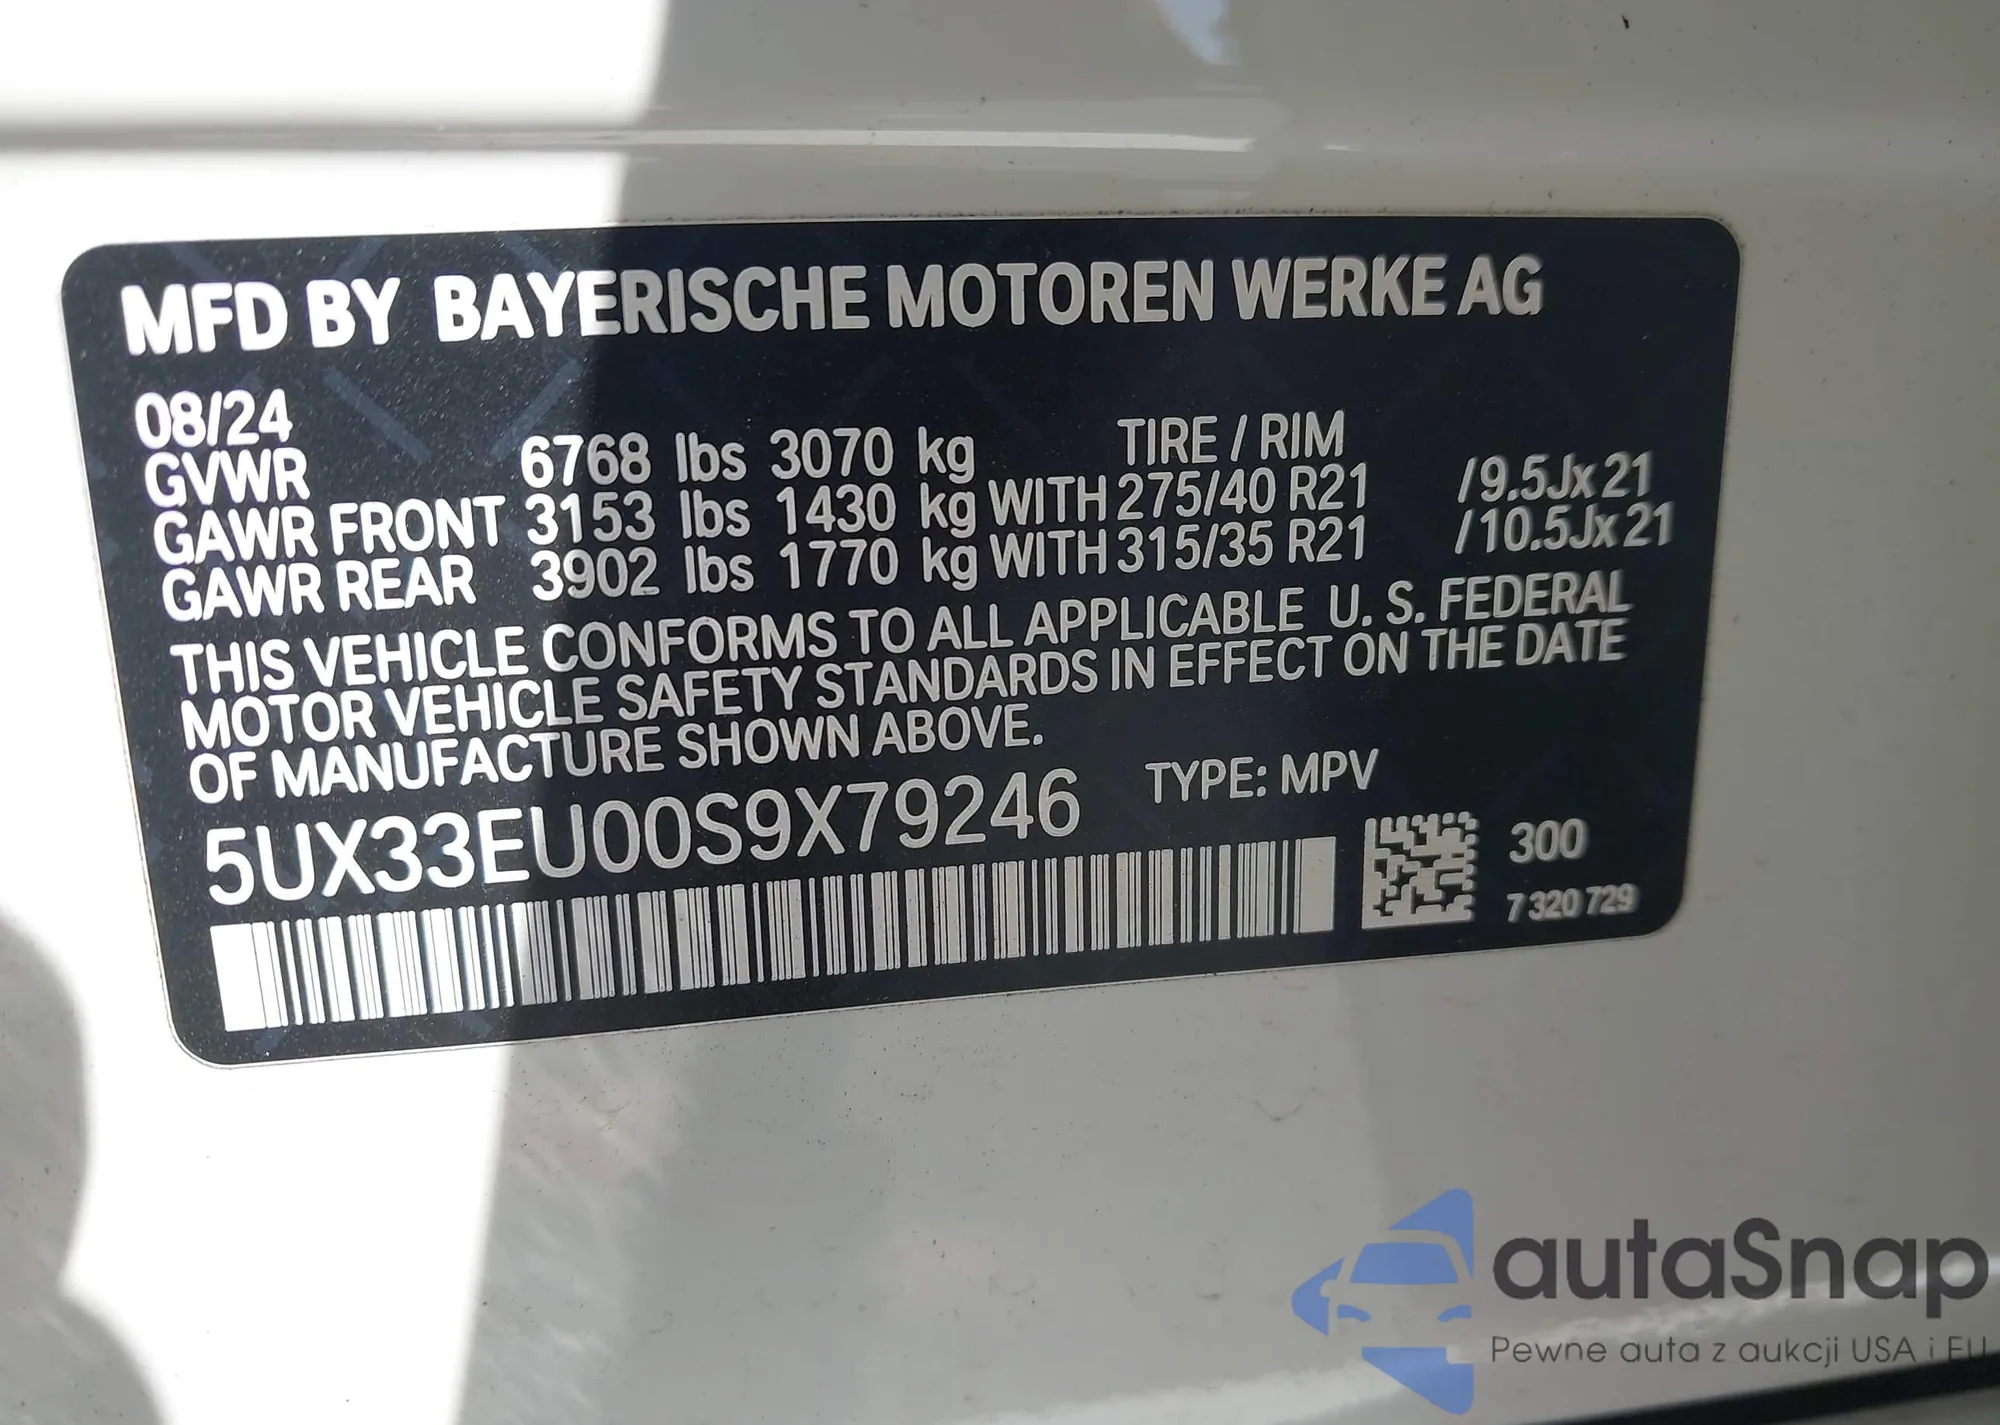 MFD BY BAYERISCHE MOTOREN WERKE AG
08/24
GVWR 6768 lbs 3070 kg TIRE / RIM
GAWR FRONT 3153 lbs 1430 kg WITH 275/40 R21 /9.5Jx21
GAWR REAR 3902 lbs 1770 kg WITH 315/35 R21 /10.5Jx21
THIS VEHICLE CONFORMS TO ALL APPLICABLE U. S. FEDERAL
MOTOR VEHICLE SAFETY STANDARDS IN EFFECT ON THE DATE
OF MANUFACTURE SHOWN ABOVE.
5UX33EU00S9X79246 TYPE: MPV
300
7 320 729
autaSnap
Pewne auta z aukcji USA i EU